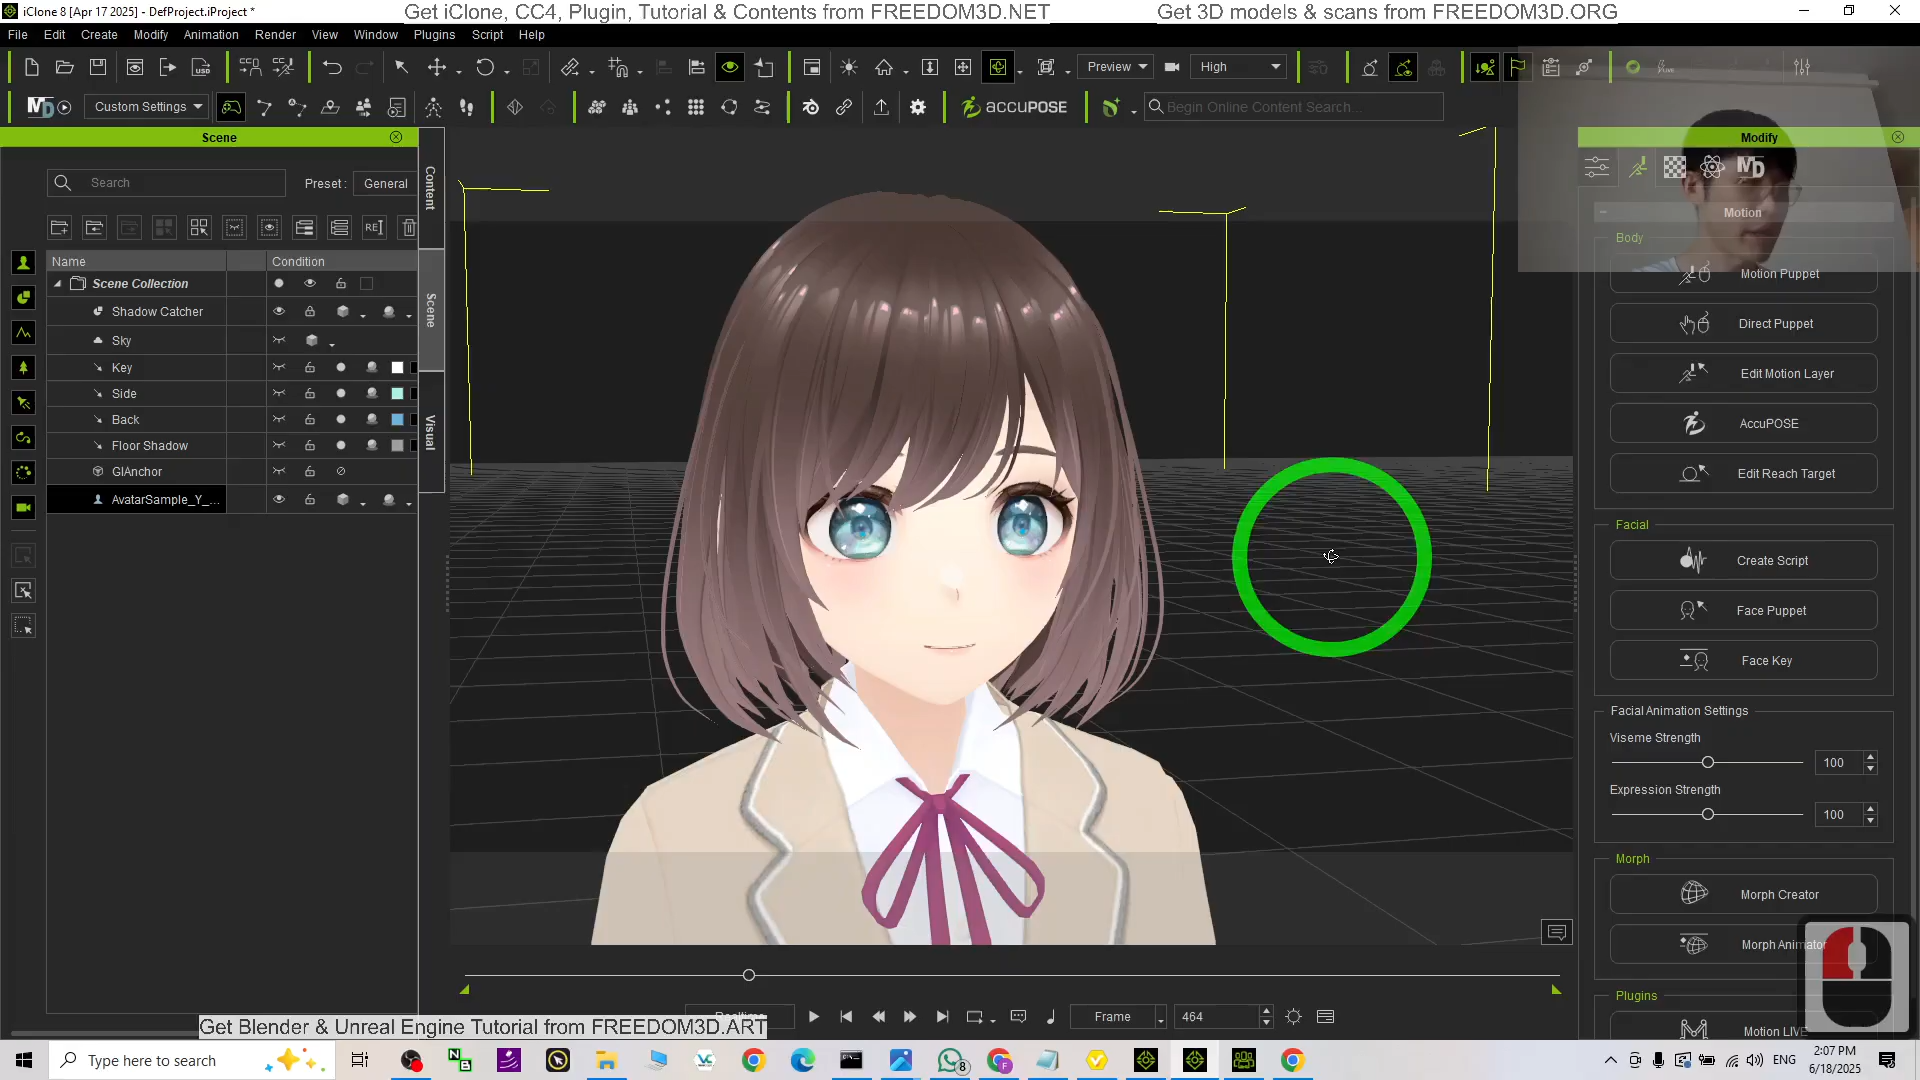 iClone 8 [Apr 17 2025] - DefProject.iProject *
Get iClone, CC4, Plugin, Tutorial & Contents from FREEDOM3D.NET
Get 3D models & scans from FREEDOM3D.ORG
File Edit Create Modify Animation Render View Window Plugins Script Help
USD
Preview
High
Live
MD
Custom Settings
ACCUPOSE
Begin Online Content Search...
Scene
Modify
Search
Preset :
General
MD
Content
Scene
Visual
Motion
Body
Motion Puppet
Direct Puppet
Edit Motion Layer
AccuPOSE
Edit Reach Target
REI
Name
Condition
Scene Collection
Shadow Catcher
Sky
Key
Side
Back
Floor Shadow
GIAnchor
AvatarSample_Y_...
Facial
Create Script
Face Puppet
Face Key
Facial Animation Settings
Viseme Strength
100
Expression Strength
100
Morph
Morph Creator
Morph Animator
Plugins
Motion LIVE
Frame
464
Get Blender & Unreal Engine Tutorial from FREEDOM3D.ART
Type here to search
8
ENG
2:07 PM
6/18/2025